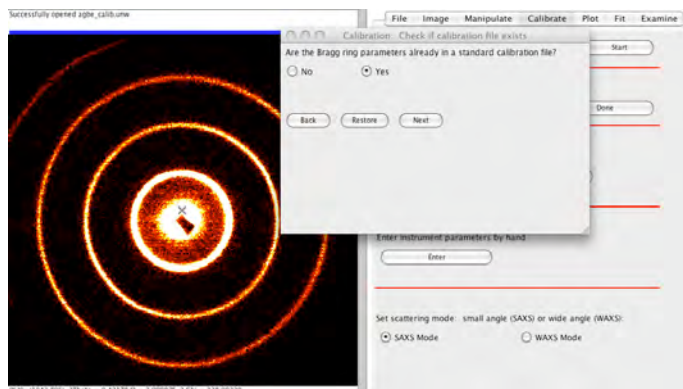 Successfully opened agbe_calib.unw
File Image Manipulate Calibrate Plot Fit Examine
Calibration Check if calibration file exists
Are the Bragg ring parameters already in a standard calibration file?
No Yes
Back Restore Next
Start
Done
Enter instrument parameters by hand
Enter
Set scattering mode small angle (SAXS) or wide angle (WAXS):
SAXS Mode WAXS Mode